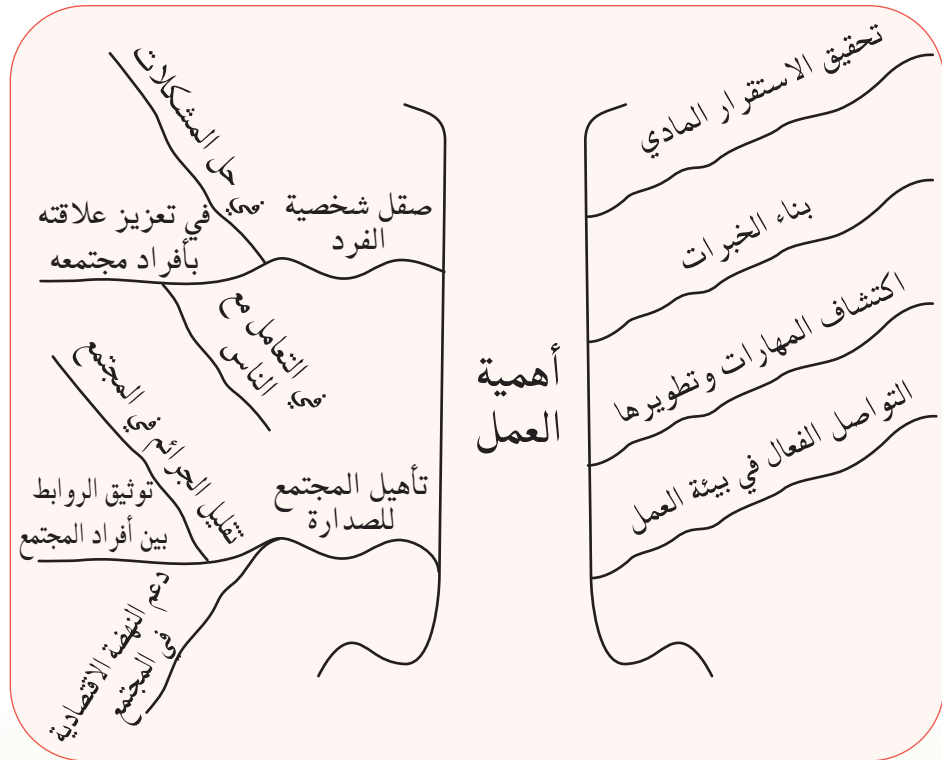 أهمية
العمل
تحقيق الاستقرار المادي
بناء الخبرات
اكتشاف المهارات وتطويرها
التواصل الفعال في بيئة العمل
صقل شخصية
الفرد
في حل المشكلات
في تعزيز علاقته
بأفراد مجتمعه
في التعامل مع
الناس
تأهيل المجتمع
للصدارة
تقليل الجرائم في المجتمع
توثيق الروابط
بين أفراد المجتمع
دعم النهضة الاقتصادية
في المجتمع